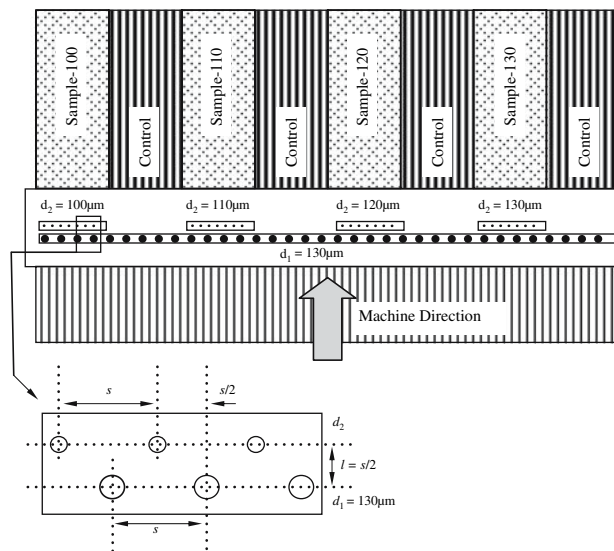 Sample-100
Control
Sample-110
Control
Sample-120
Control
Sample-130
Control
d₂ = 100µm
d₂ = 110µm
d₂ = 120µm
d₂ = 130µm
d₁ = 130µm
Machine Direction
s
s/2
d₂
l = s/2
d₁ = 130µm
s